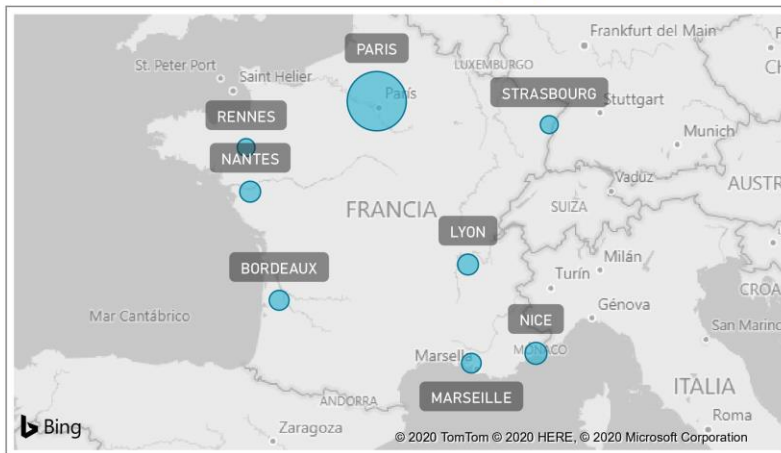 PARIS
Frankfurt del Main
LUXEMBURGO
St. Peter Port
Saint Helier
París
STRASBOURG
Stuttgart
RENNES
Munich
NANTES
Vaduz
AUSTR
FRANCIA
SUIZA
LYON
BORDEAUX
Milán
Turín
CROA
Mar Cantábrico
Génova
NICE
San Marino
Marsella
MÓNACO
MARSEILLE
ITALIA
ANDORRA
Roma
Zaragoza
Bing
© 2020 TomTom © 2020 HERE, © 2020 Microsoft Corporation